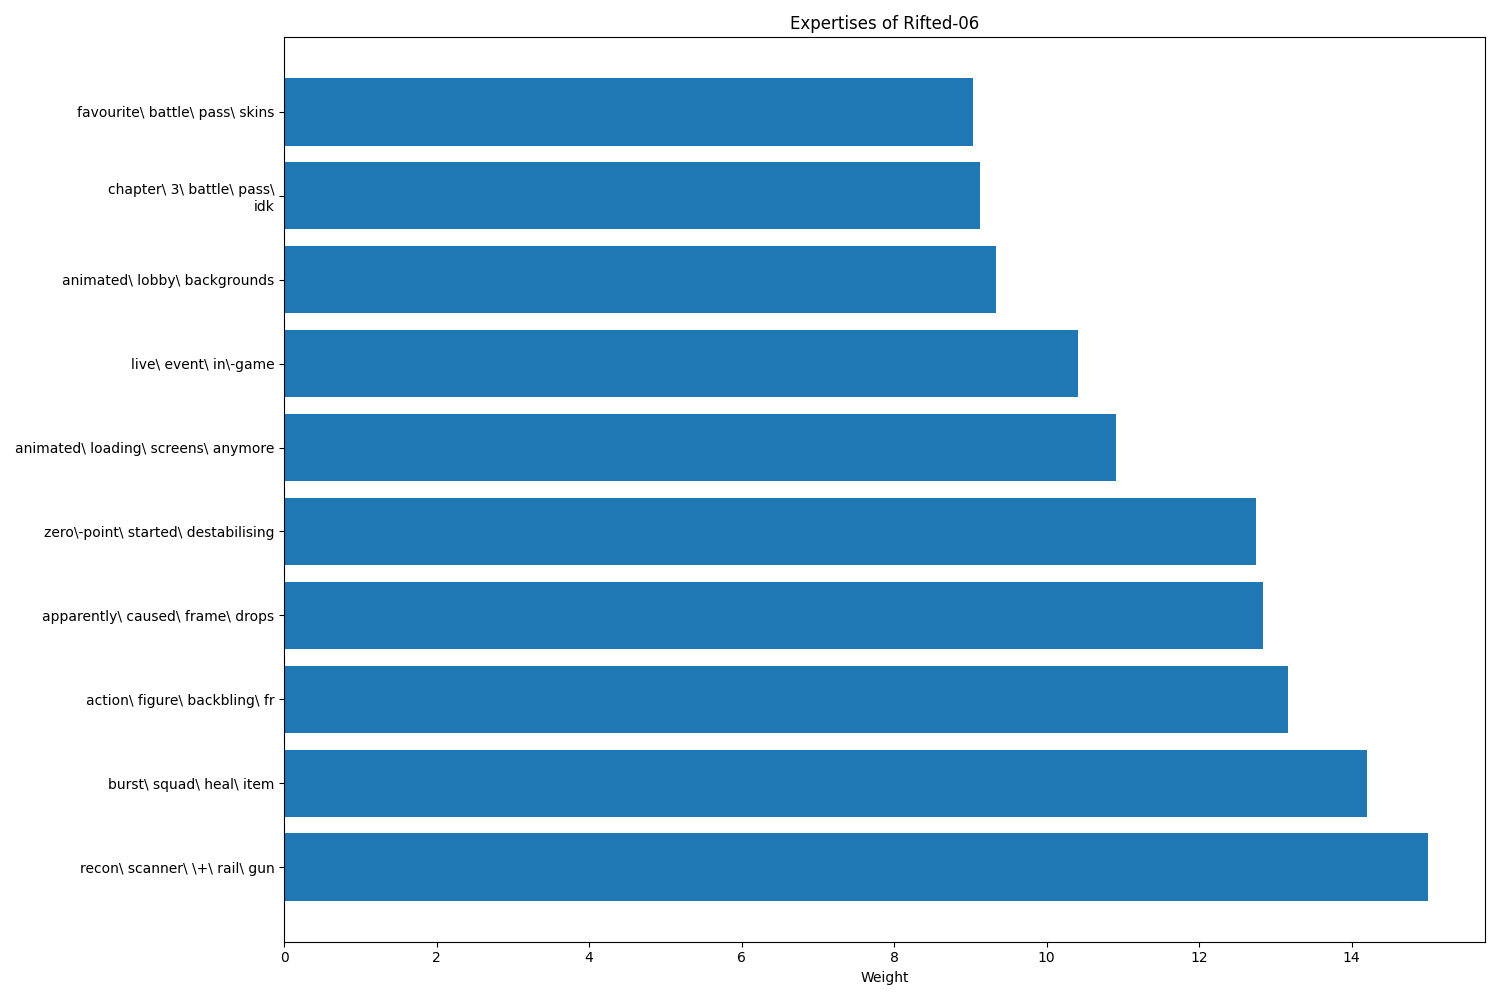 Expertises of Rifted-06
favourite\ battle\ pass\ skins
chapter\ 3\ battle\ pass\
idk
animated\ lobby\ backgrounds
live\ event\ in\-game
animated\ loading\ screens\ anymore
zero\-point\ started\ destabilising
apparently\ caused\ frame\ drops
action\ figure\ backbling\ fr
burst\ squad\ heal\ item
recon\ scanner\ \+\ rail\ gun
0 2 4 6 8 10 12 14
Weight